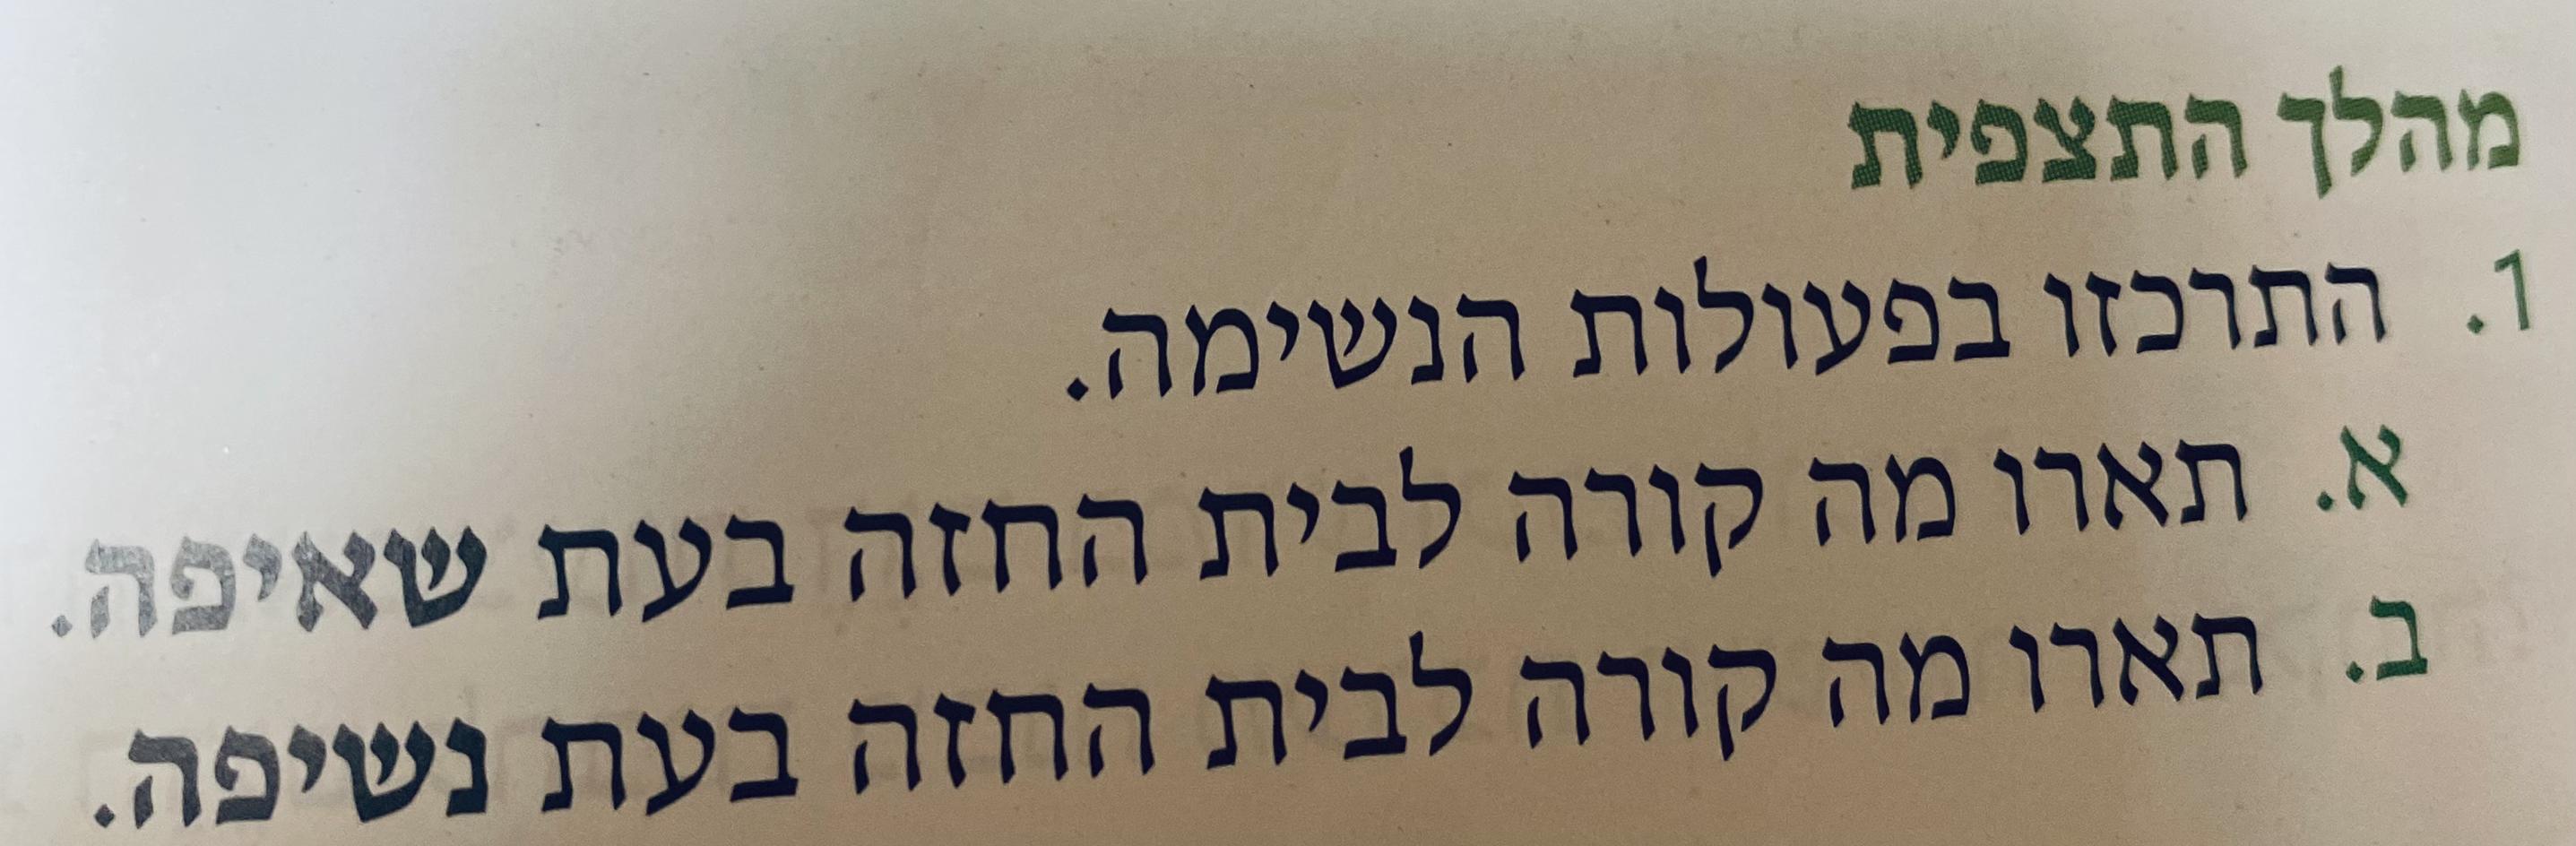 מהלך התצפית
1. התרכזו בפעולות הנשימה.
א. תארו מה קורה לבית החזה בעת שאיפה.
ב. תארו מה קורה לבית החזה בעת נשיפה.